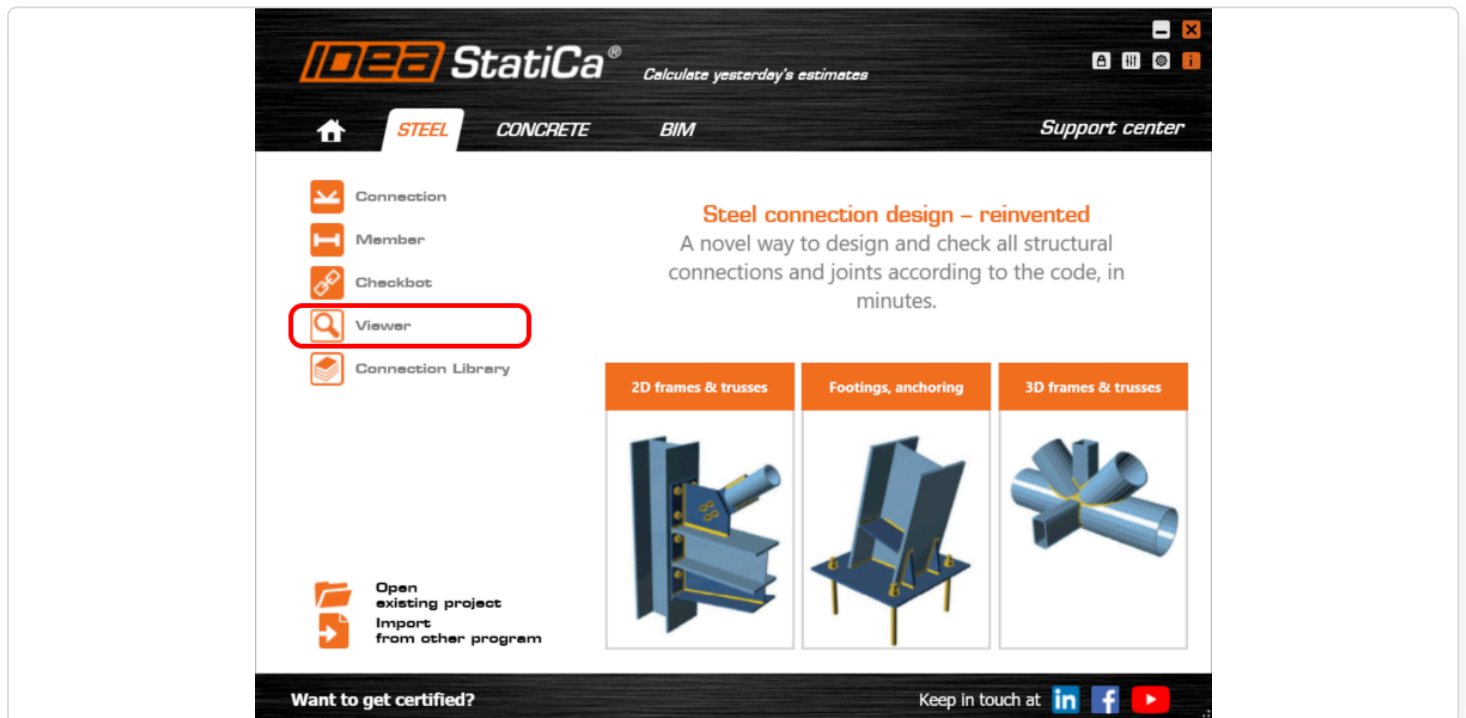 IDEA StatiCa® Calculate yesterday's estimates
STEEL CONCRETE BIM Support center
Connection
Member
Checkbot
Viewer
Connection Library
Steel connection design – reinvented
A novel way to design and check all structural
connections and joints according to the code, in
minutes.
2D frames & trusses Footings, anchoring 3D frames & trusses
Open
existing project
Import
from other program
Want to get certified? Keep in touch at in f